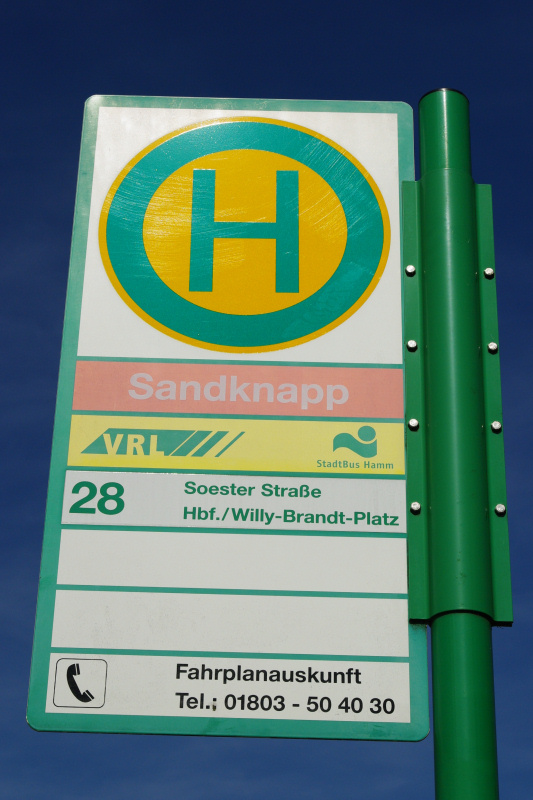 H
Sandknapp
VRL
StadtBus Hamm
28
Soester Straße
Hbf./Willy-Brandt-Platz
Fahrplanauskunft
Tel.: 01803 - 50 40 30